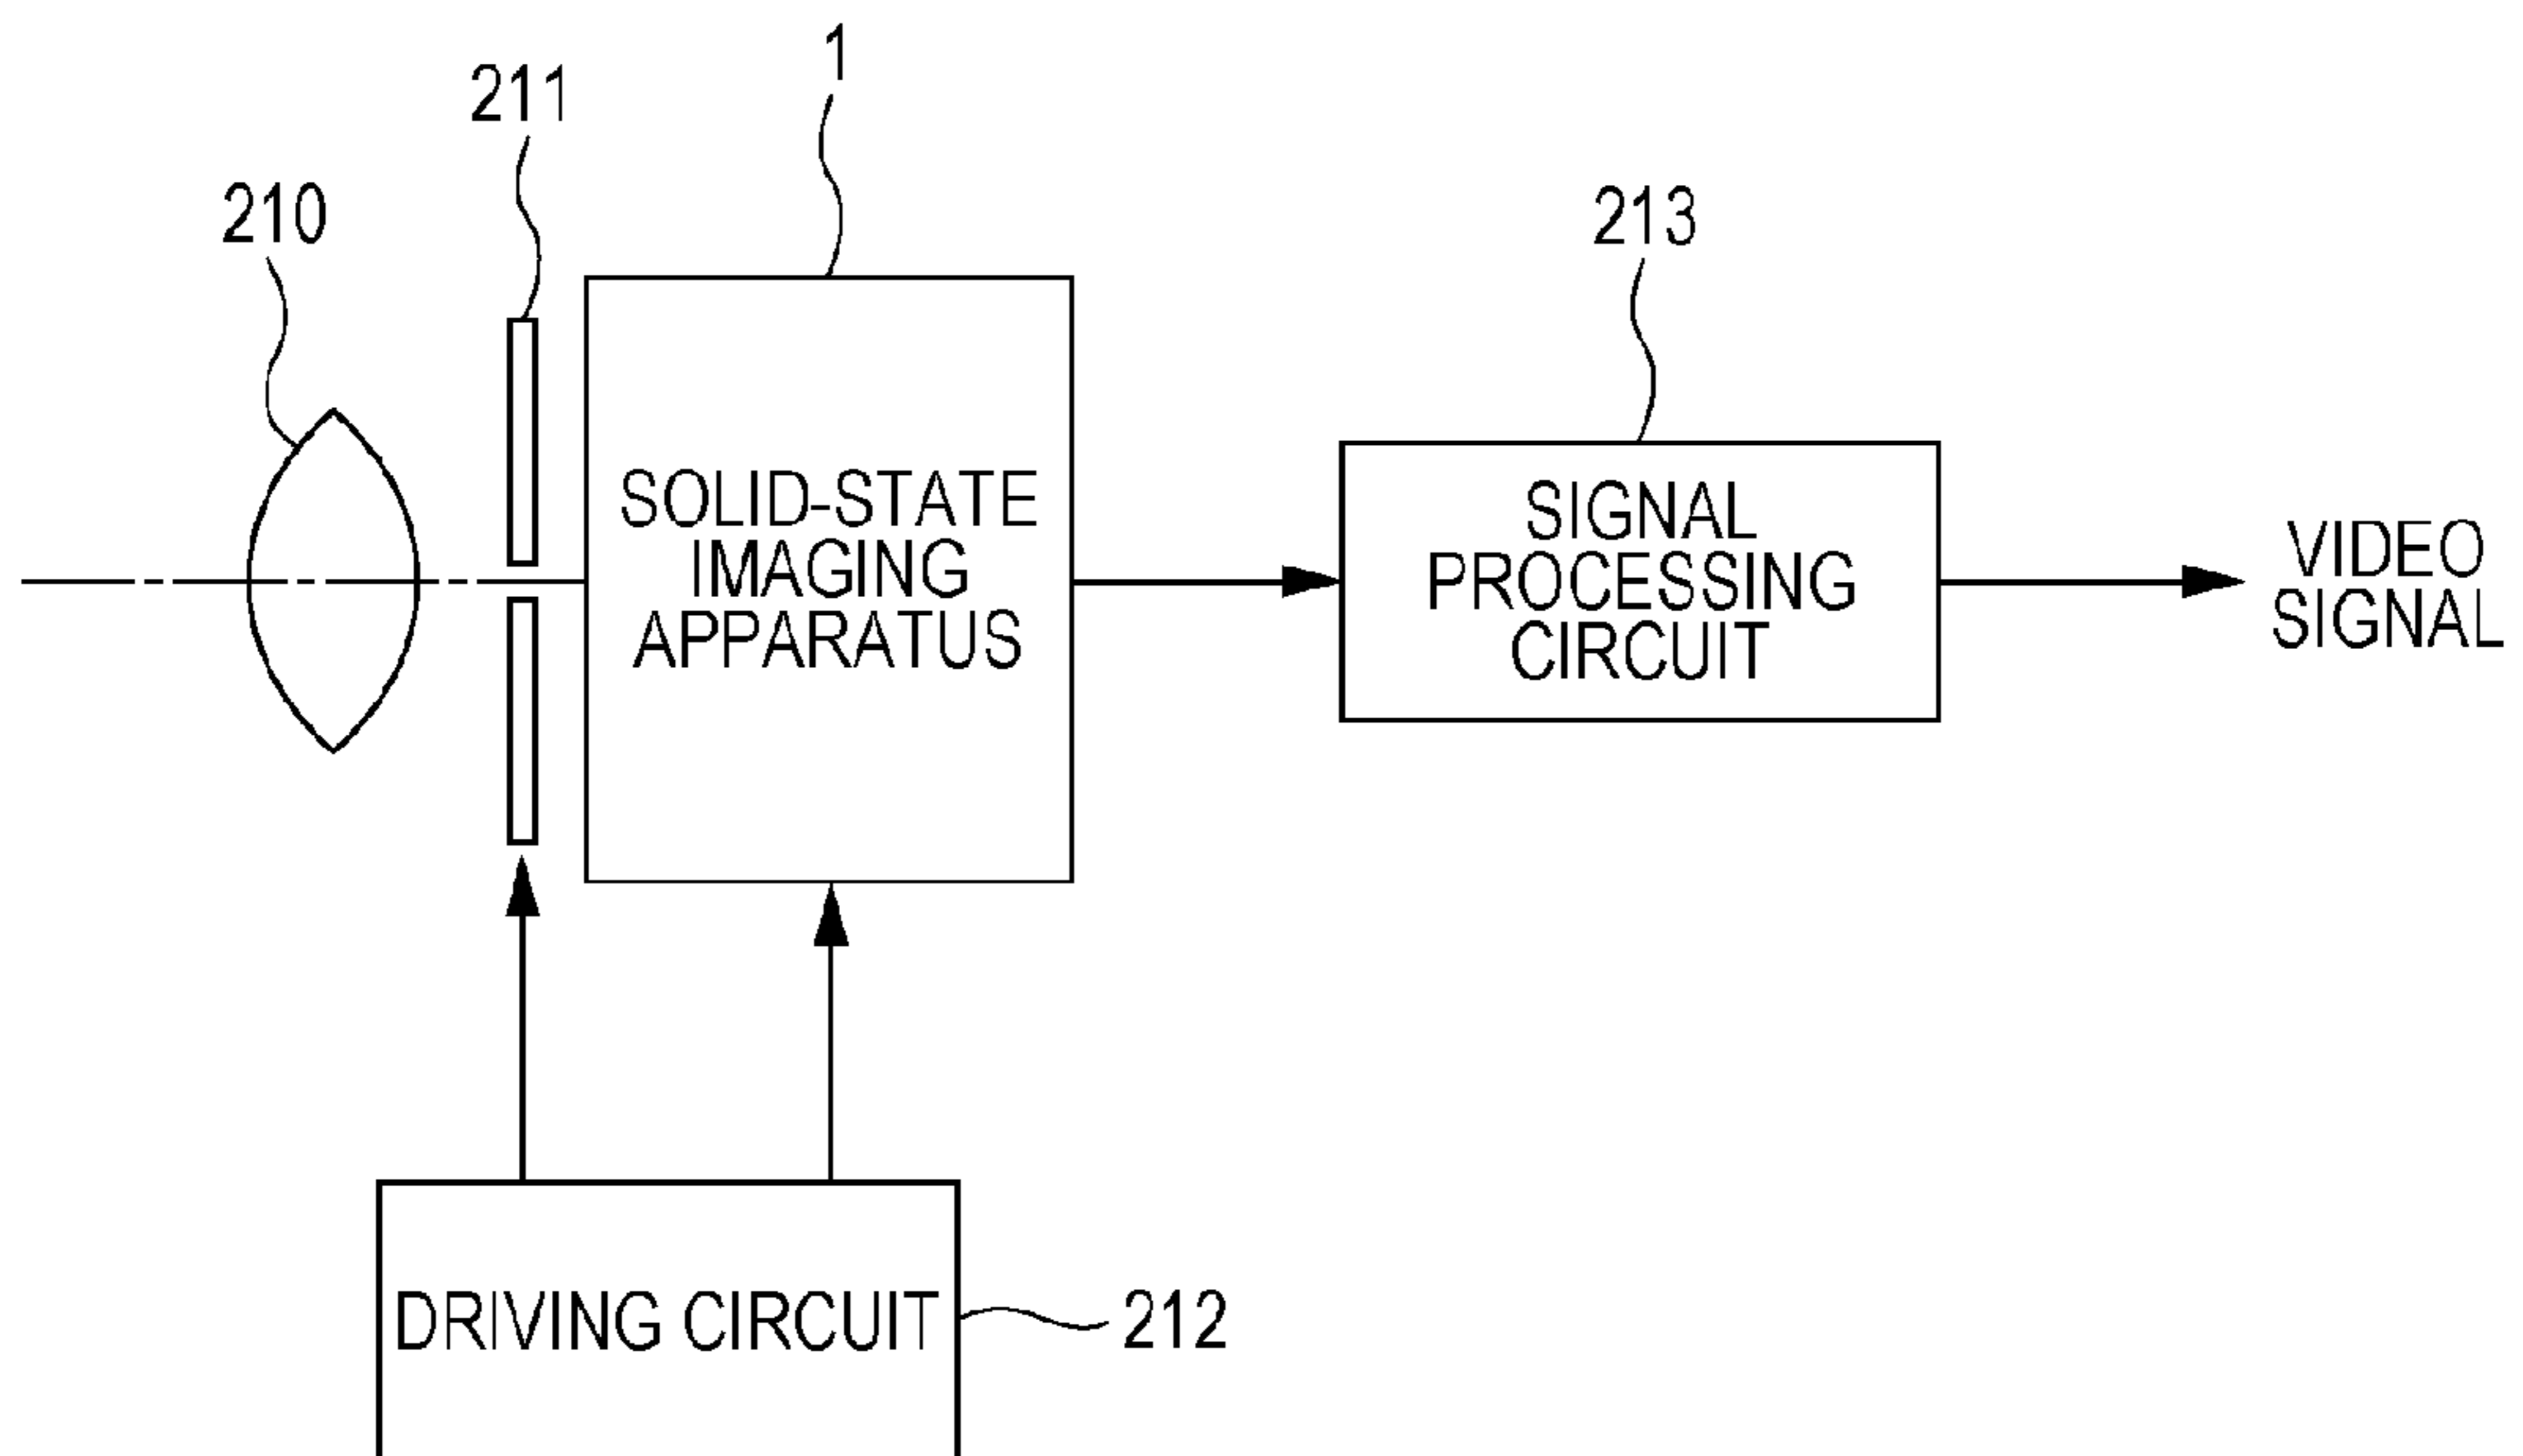 1
211
210
213
SOLID-STATE
IMAGING
APPARATUS
SIGNAL
PROCESSING
CIRCUIT
VIDEO
SIGNAL
DRIVING CIRCUIT
212